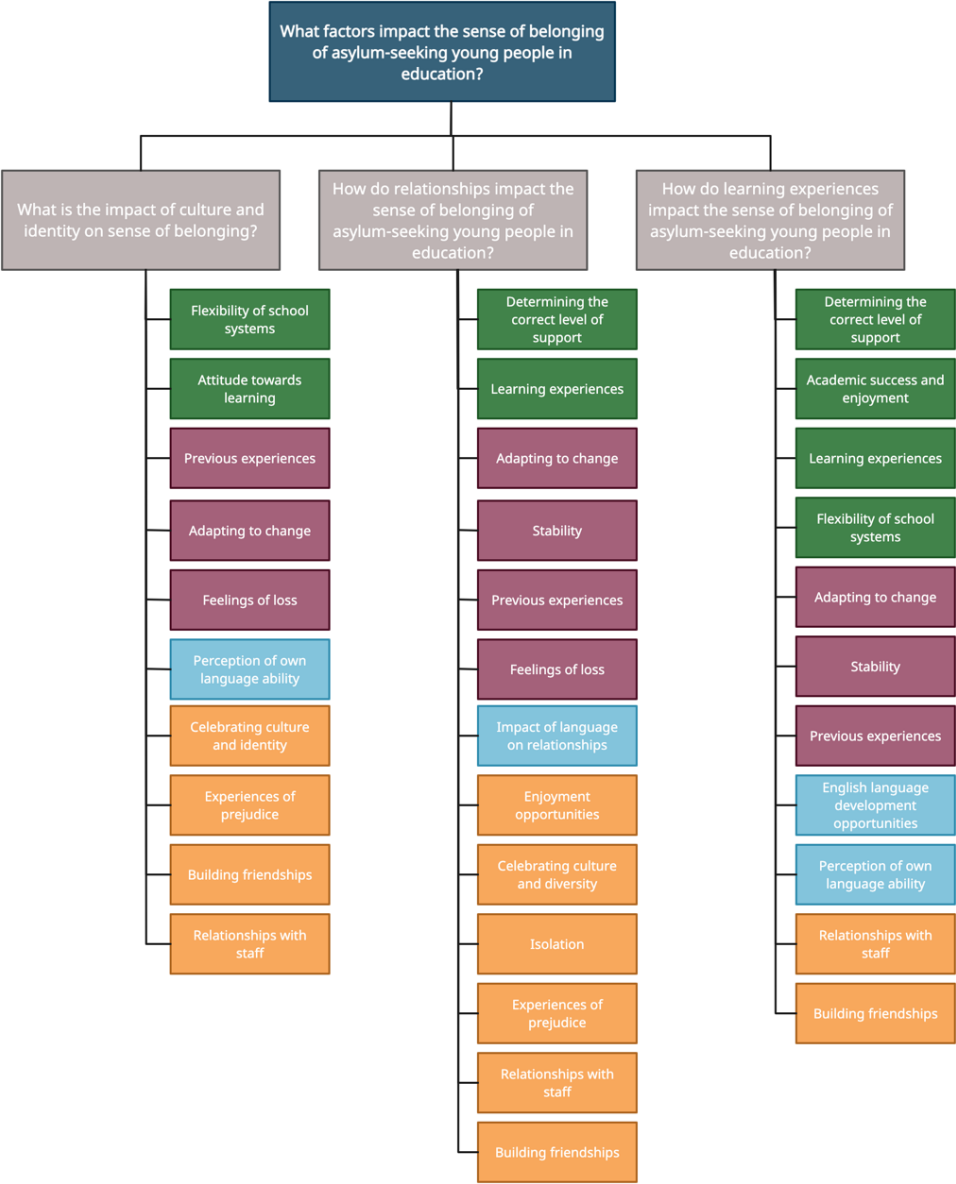 What factors impact the sense of belonging
of asylum-seeking young people in
education?
What is the impact of culture and
identity on sense of belonging?
Flexibility of school
systems
Attitude towards
learning
Previous experiences
Adapting to change
Feelings of loss
Perception of own
language ability
Celebrating culture
and identity
Experiences of
prejudice
Building friendships
Relationships with
staff
How do relationships impact the
sense of belonging of
asylum-seeking young people in
education?
Determining the
correct level of
support
Learning experiences
Adapting to change
Stability
Previous experiences
Feelings of loss
Impact of language
on relationships
Enjoyment
opportunities
Celebrating culture
and diversity
Isolation
Experiences of
prejudice
Relationships with
staff
Building friendships
How do learning experiences
impact the sense of belonging of
asylum-seeking young people in
education?
Determining the
correct level of
support
Academic success and
enjoyment
Learning experiences
Flexibility of school
systems
Adapting to change
Stability
Previous experiences
English language
development
opportunities
Perception of own
language ability
Relationships with
staff
Building friendships